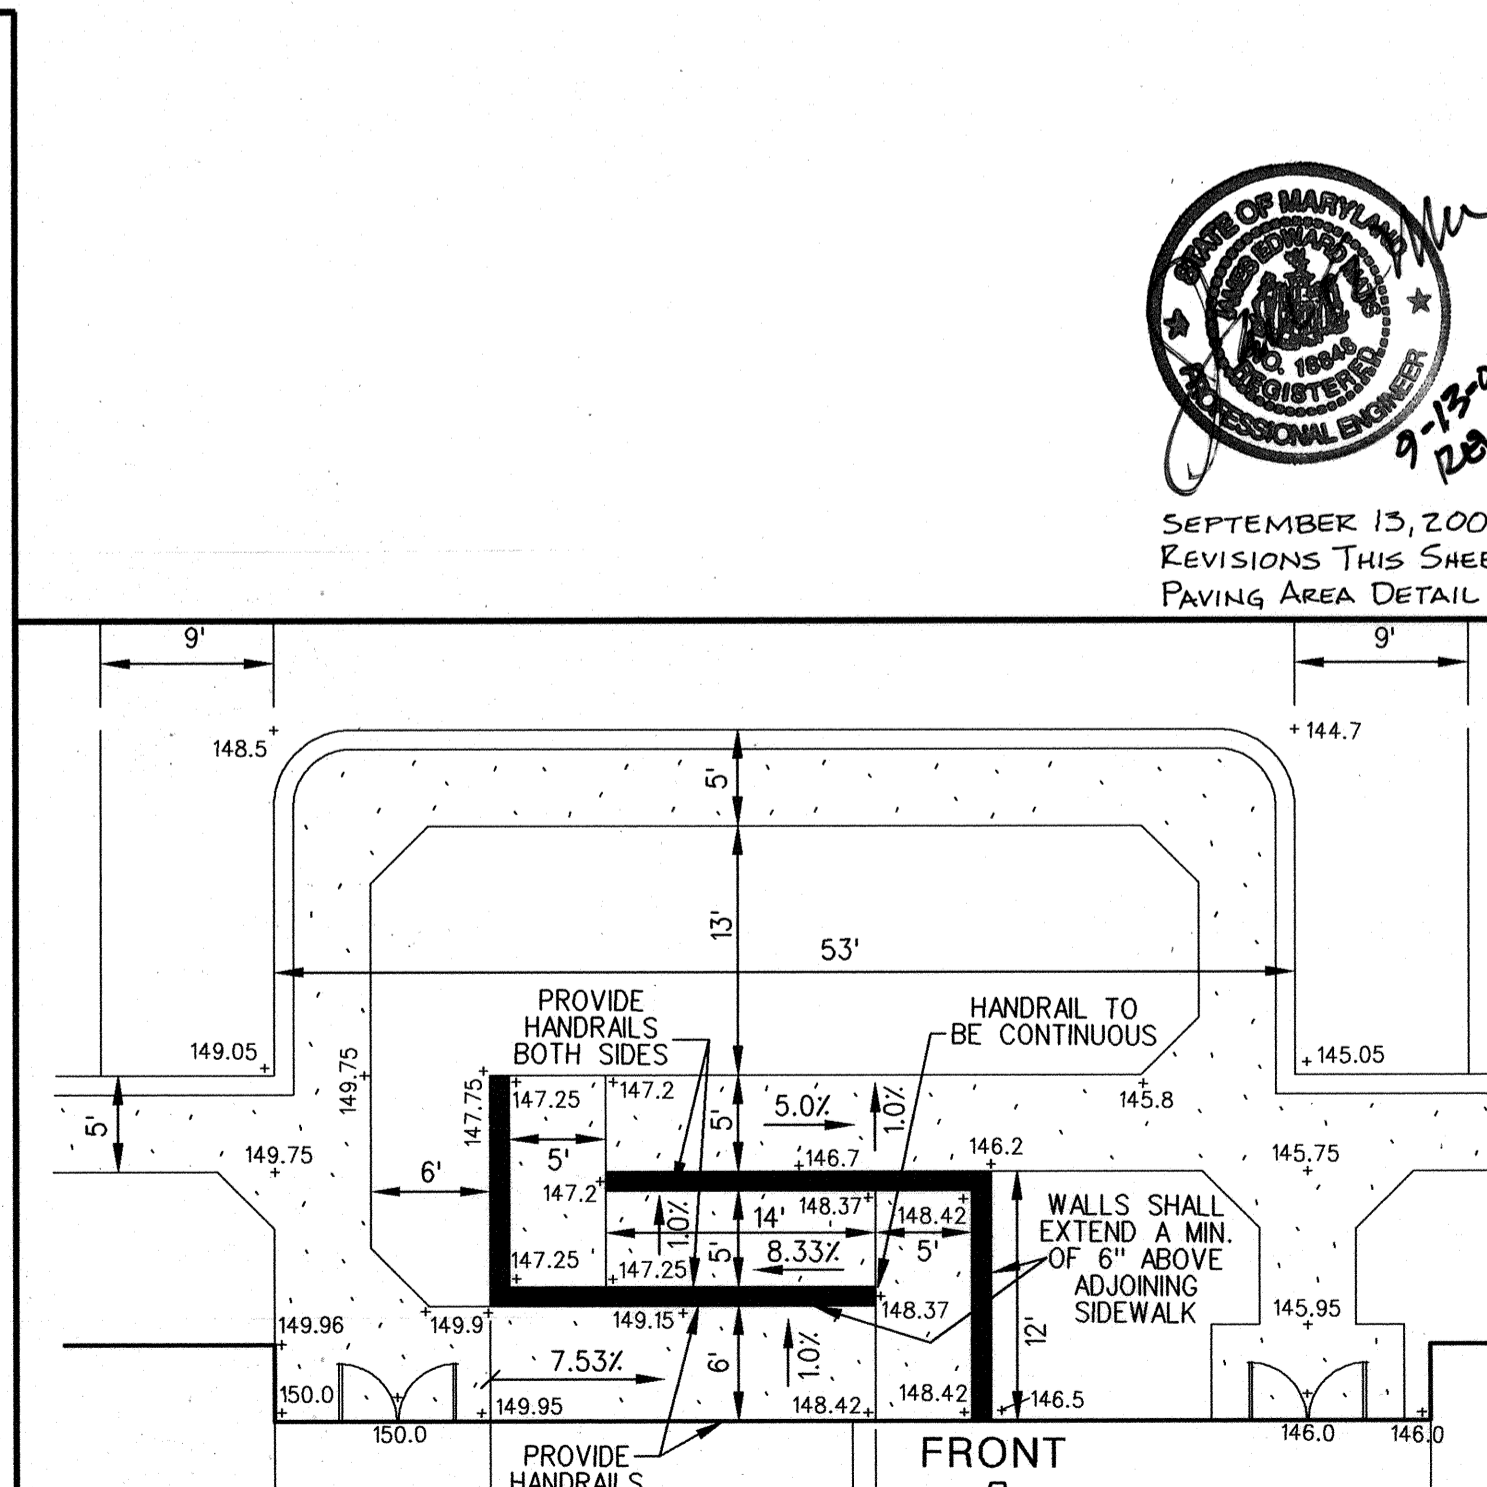 STATE OF MARYLAND
JAMES EDWARD
NO. 18848
REGISTERED
PROFESSIONAL ENGINEER
9-13-0
SEPTEMBER 13, 200
REVISIONS THIS SHEE
PAVING AREA DETAIL
9'
9'
148.5
144.7
5'
13'
53'
PROVIDE
HANDRAILS
BOTH SIDES
HANDRAIL TO
BE CONTINUOUS
149.05
149.75
147.75
145.05
147.25
147.2
5.0%
1.0%
145.8
5'
5'
149.75
5'
146.7
146.2
145.75
6'
147.2
1.0%
14'
148.37
148.42
5'
WALLS SHALL
EXTEND A MIN.
OF 6" ABOVE
ADJOINING
SIDEWALK
147.25
147.25
5'
8.33%
149.96
149.9
149.15
148.37
12'
145.95
7.53%
6'
1.0%
150.0
149.95
148.42
148.42
146.5
150.0
146.0
146.0
PROVIDE
HANDRAILS
FRONT